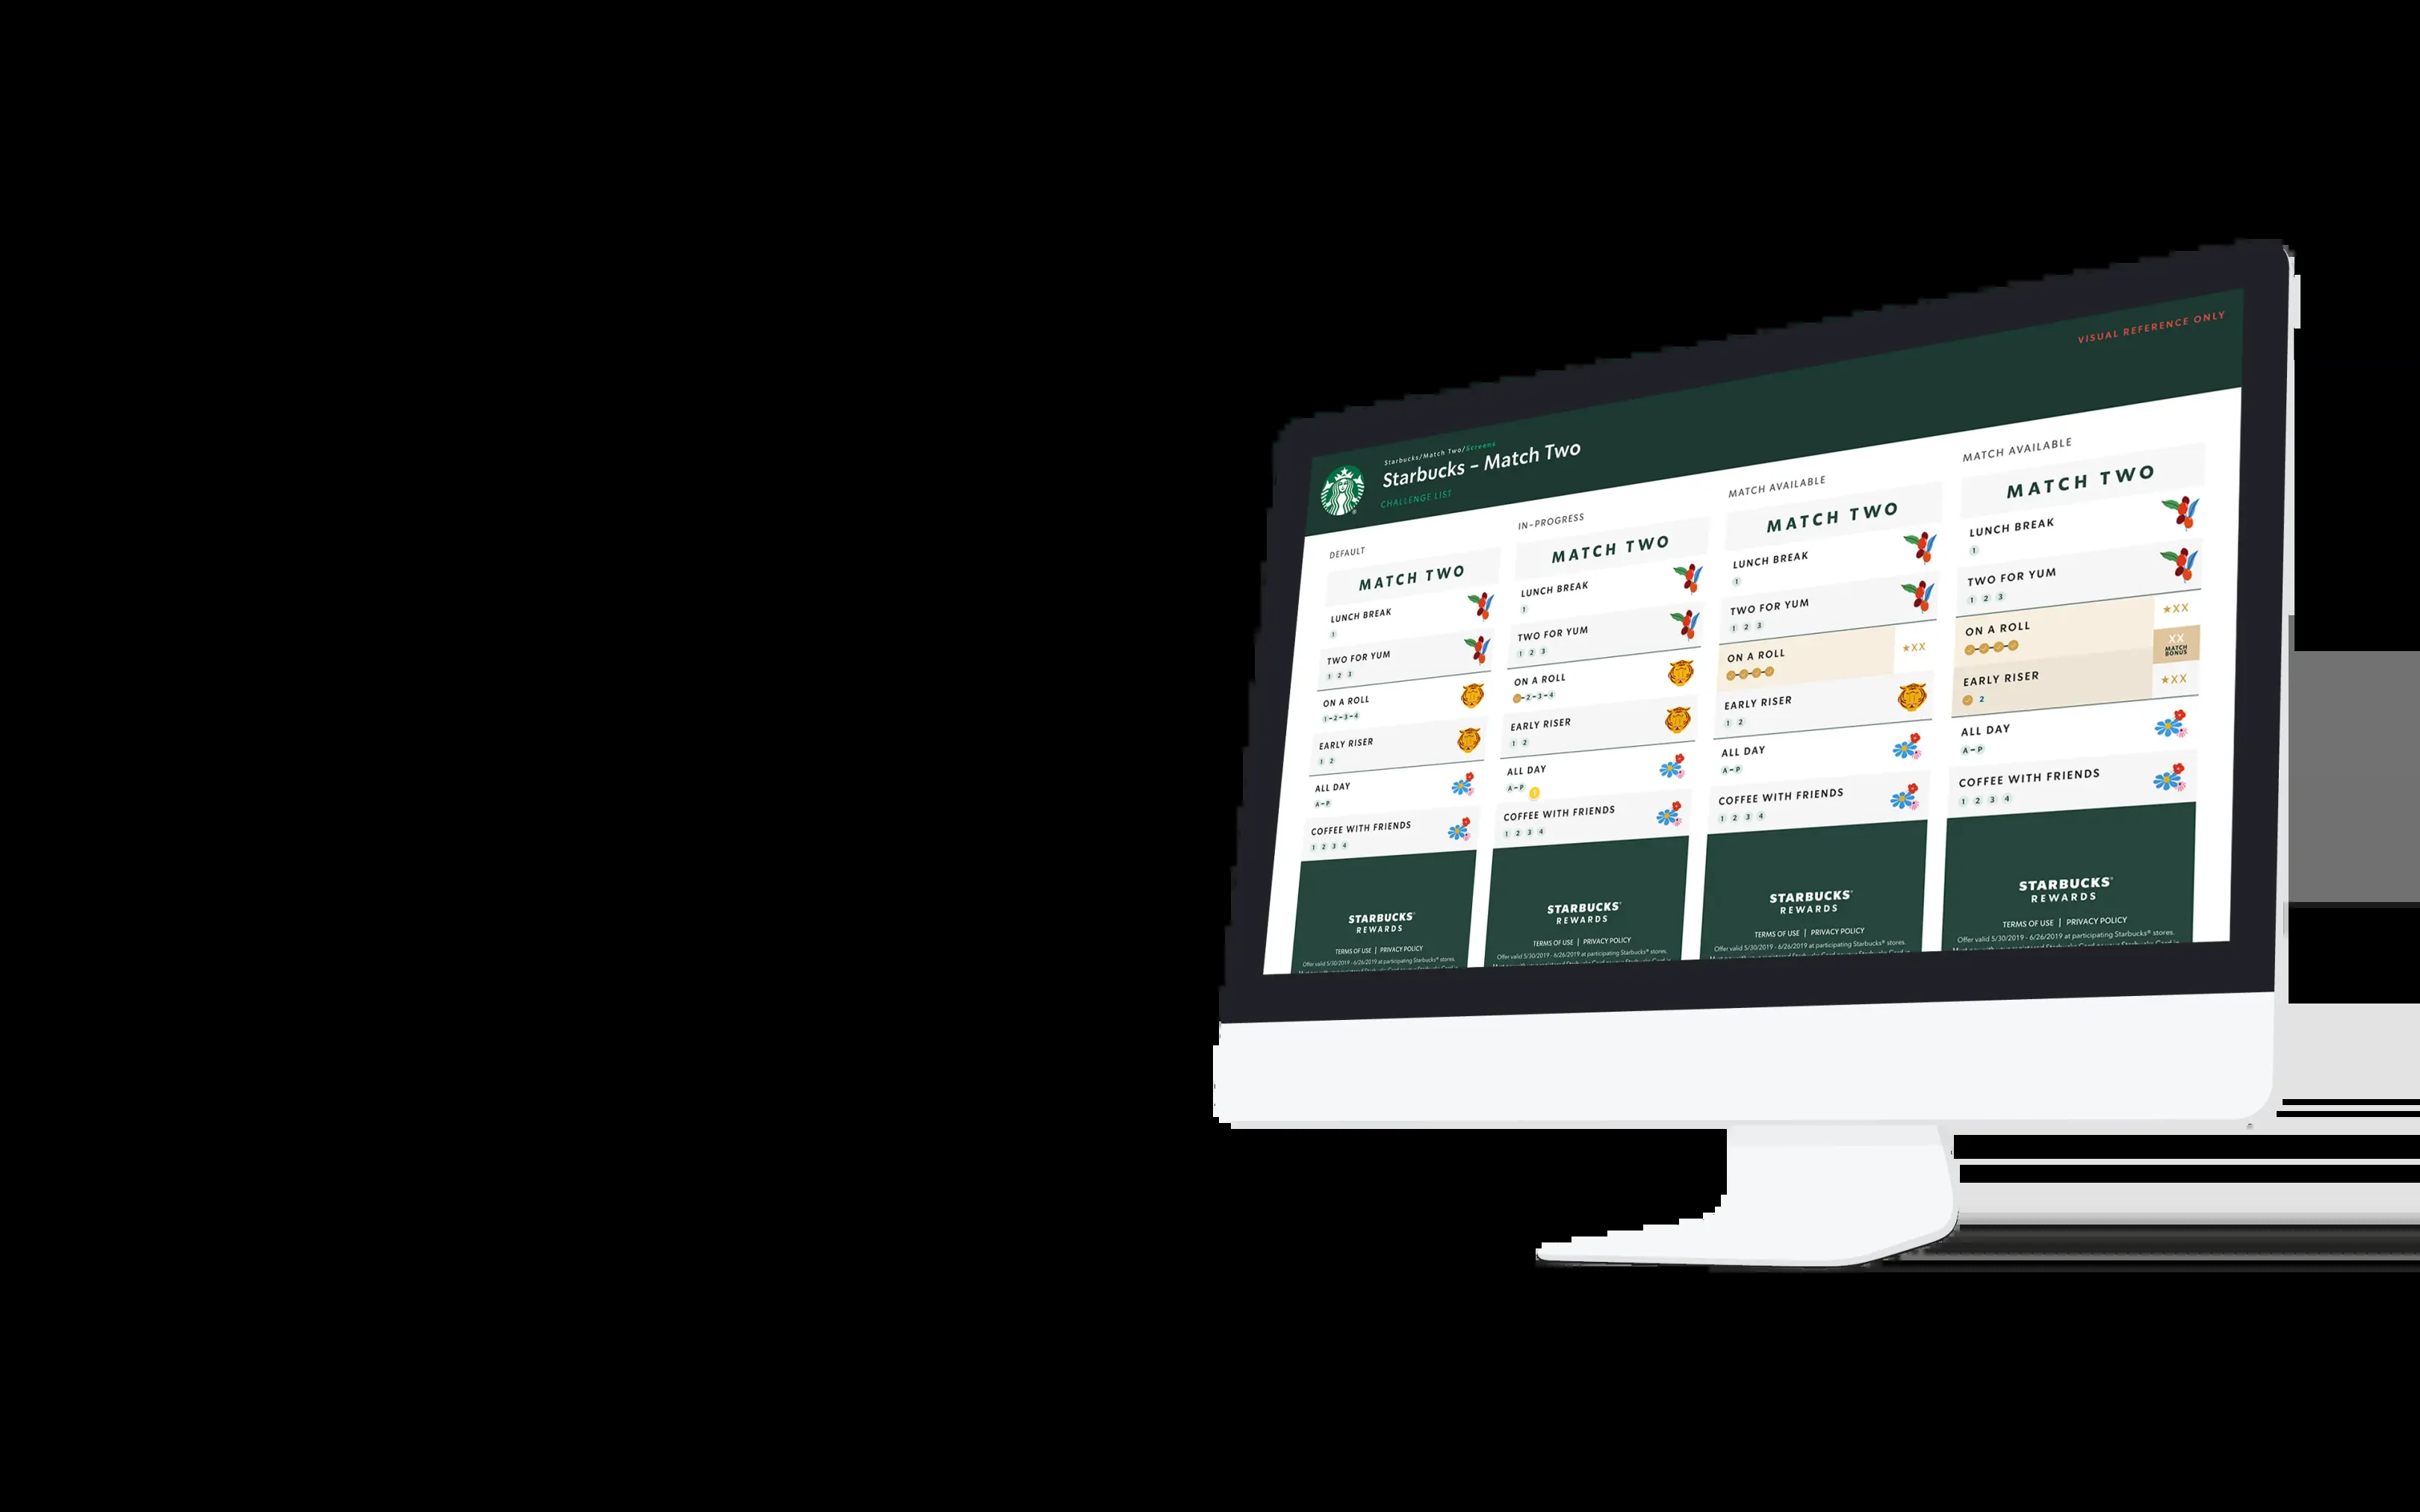 VISUAL REFERENCE ONLY
Starbucks/Match Two/Screens
Starbucks – Match Two
CHALLENGE LIST
DEFAULT
MATCH TWO
LUNCH BREAK
1
TWO FOR YUM
1 2 3
ON A ROLL
1-2-3-4
EARLY RISER
1 2
ALL DAY
A-P
COFFEE WITH FRIENDS
1 2 3 4
STARBUCKS®
REWARDS
TERMS OF USE | PRIVACY POLICY
Offer valid 5/30/2019 - 6/26/2019 at participating Starbucks® stores.
IN-PROGRESS
MATCH TWO
LUNCH BREAK
1
TWO FOR YUM
1 2 3
ON A ROLL
-2-3-4
EARLY RISER
1 2
ALL DAY
A-P
COFFEE WITH FRIENDS
1 2 3 4
STARBUCKS®
REWARDS
TERMS OF USE | PRIVACY POLICY
Offer valid 5/30/2019 - 6/26/2019 at participating Starbucks® stores.
MATCH AVAILABLE
MATCH TWO
LUNCH BREAK
1
TWO FOR YUM
1 2 3
ON A ROLL
★XX
EARLY RISER
1 2
ALL DAY
A-P
COFFEE WITH FRIENDS
1 2 3 4
STARBUCKS®
REWARDS
TERMS OF USE | PRIVACY POLICY
Offer valid 5/30/2019 - 6/26/2019 at participating Starbucks® stores.
MATCH AVAILABLE
MATCH TWO
LUNCH BREAK
1
TWO FOR YUM
1 2 3
ON A ROLL
★XX
XX
MATCH
BONUS
EARLY RISER
2
★XX
ALL DAY
A-P
COFFEE WITH FRIENDS
1 2 3 4
STARBUCKS®
REWARDS
TERMS OF USE | PRIVACY POLICY
Offer valid 5/30/2019 - 6/26/2019 at participating Starbucks® stores.